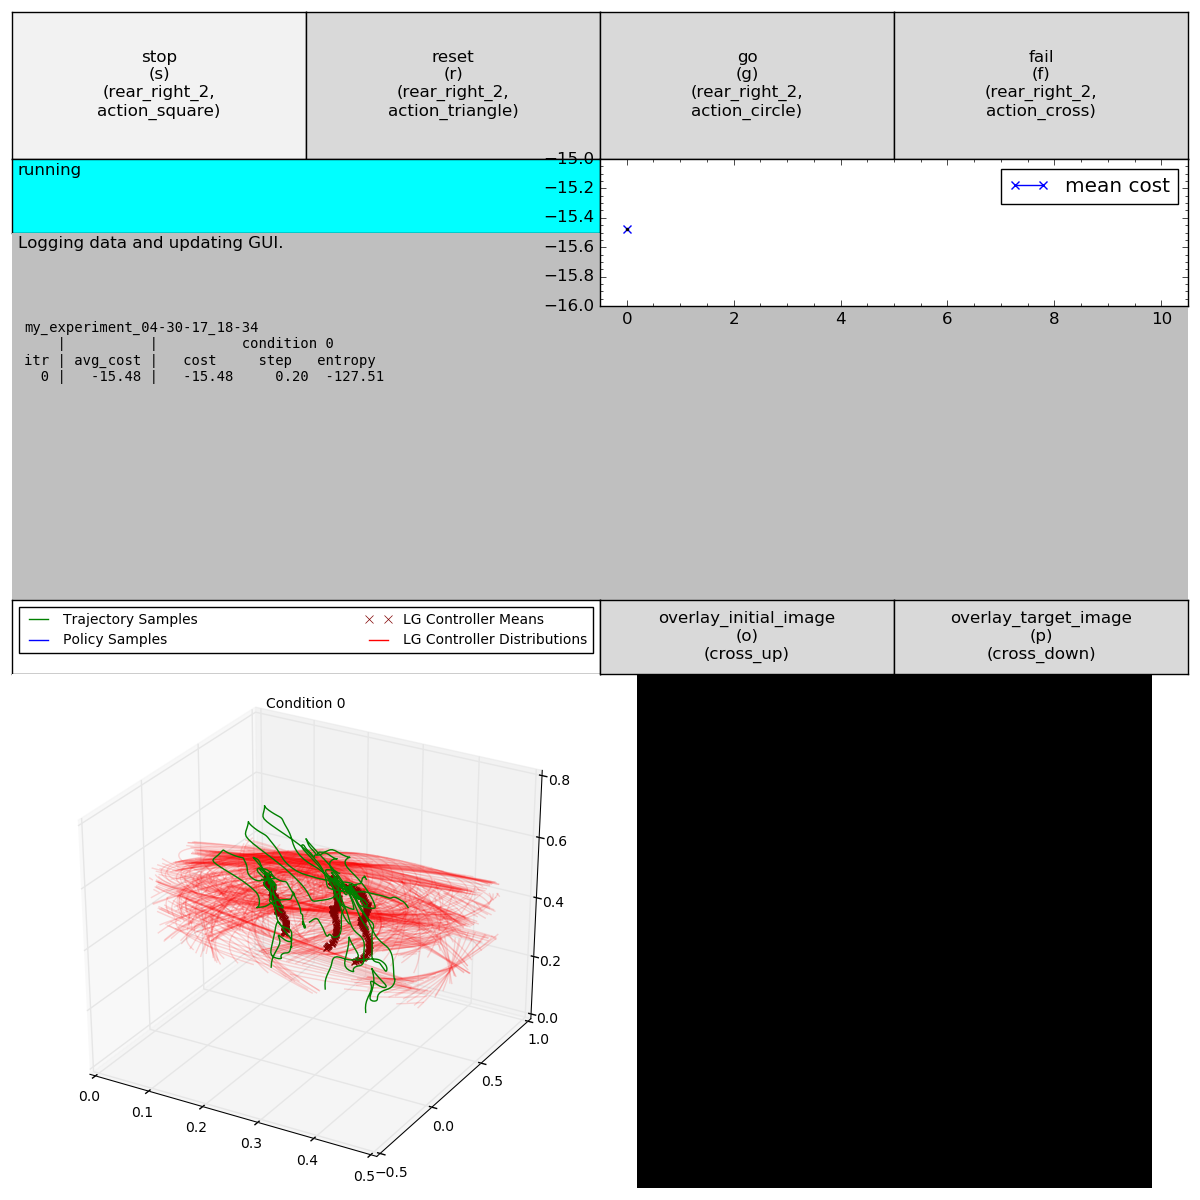 stop
(s)
(rear_right_2,
action_square)
reset
(r)
(rear_right_2,
action_triangle)
go
(g)
(rear_right_2,
action_circle)
fail
(f)
(rear_right_2,
action_cross)
running
−15.0
−15.2
−15.4
−15.6
−15.8
−16.0
mean cost
0 2 4 6 8 10
Logging data and updating GUI.
my_experiment_04-30-17_18-34
| | condition 0
itr | avg_cost | cost step entropy
0 | -15.48 | -15.48 0.20 -127.51
Trajectory Samples
Policy Samples
LG Controller Means
LG Controller Distributions
overlay_initial_image
(o)
(cross_up)
overlay_target_image
(p)
(cross_down)
Condition 0
0.8
0.6
0.4
0.2
0.0
1.0
0.5
0.0
−0.5
0.0
0.1
0.2
0.3
0.4
0.5